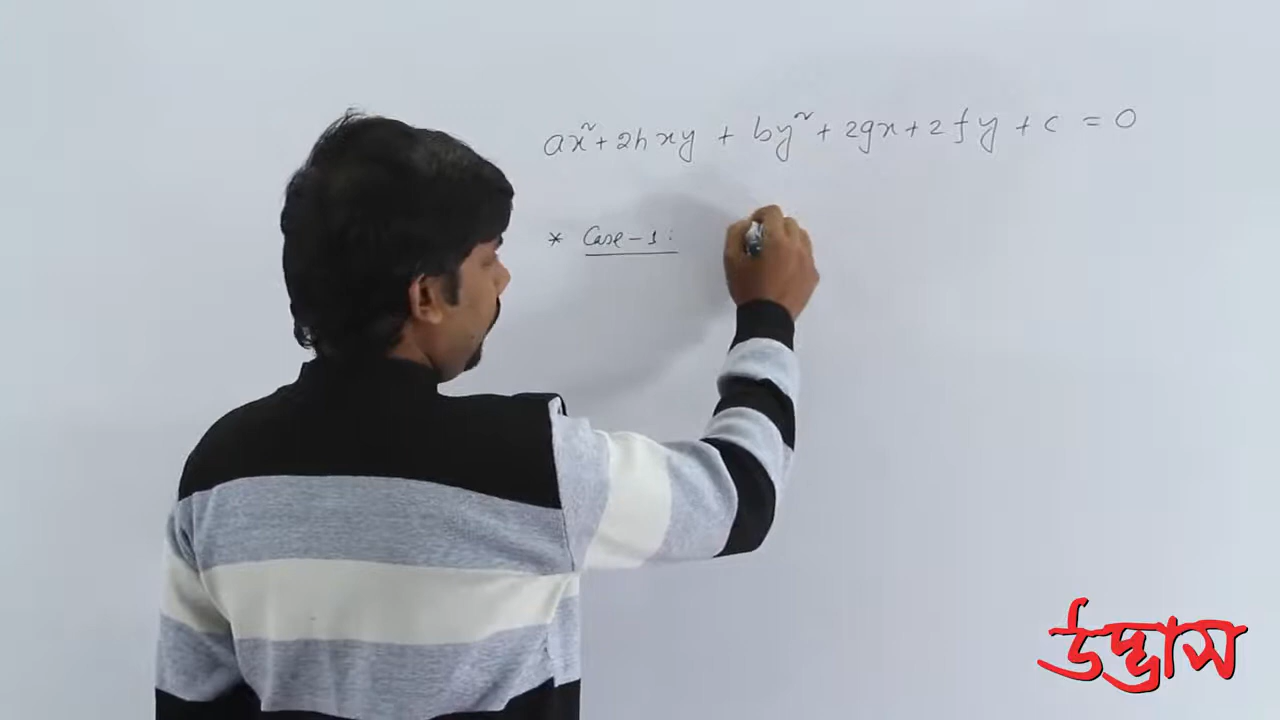 ax² + 2hxy + by² + 2gx + 2fy + c = 0
* Case-1:
উদ্ভাস